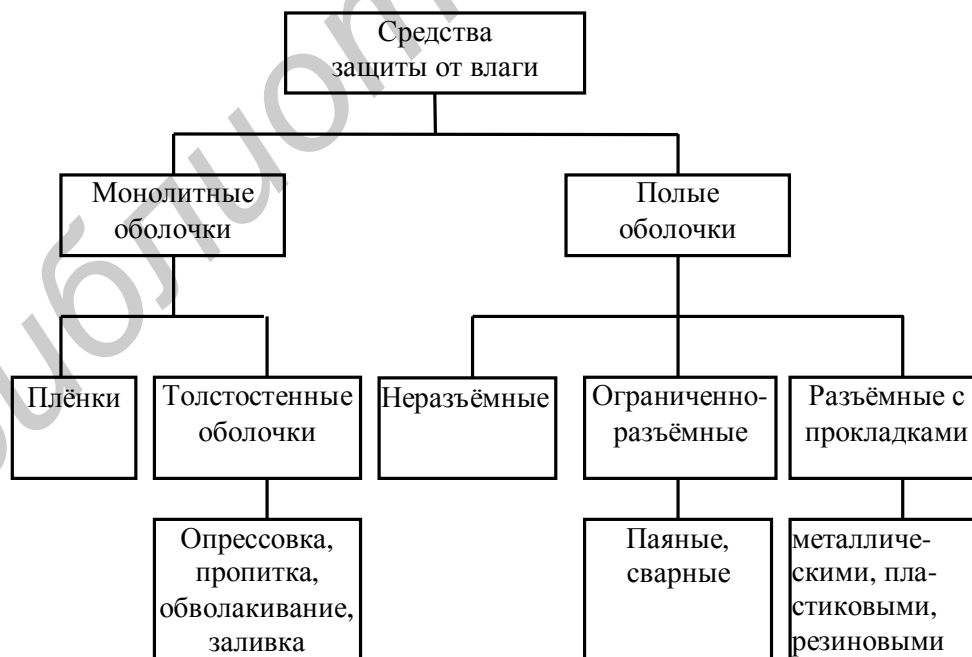 Средства
защиты от влаги
Монолитные
оболочки
Полые
оболочки
Плёнки
Толстостенные
оболочки
Неразъёмные
Ограниченно-
разъёмные
Разъёмные с
прокладками
Опрессовка,
пропитка,
обволакивание,
заливка
Паяные,
сварные
металличе-
скими, пла-
стиковыми,
резиновыми